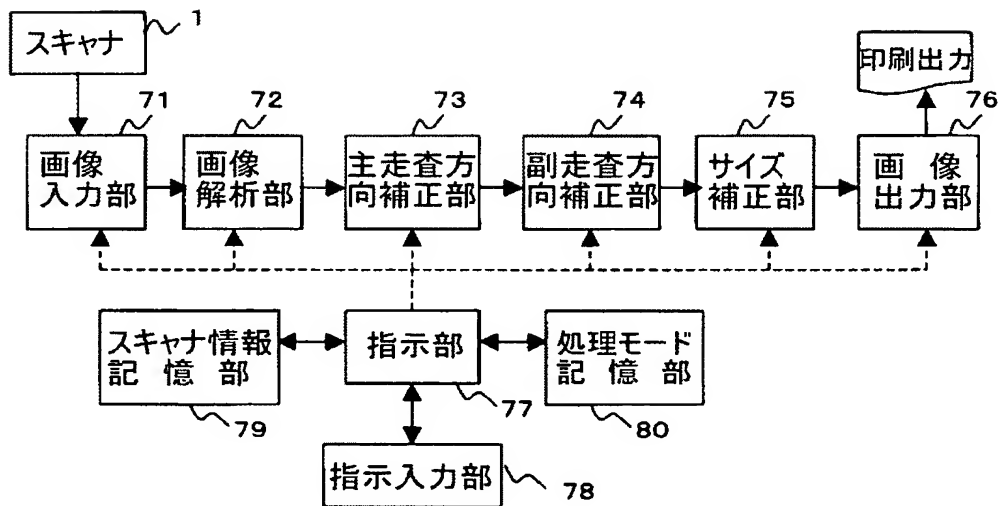 スキャナ
1
印刷出力
71
72
73
74
75
76
画像
入力部
画像
解析部
主走査方
向補正部
副走査方
向補正部
サイズ
補正部
画像
出力部
スキャナ情報
記憶部
指示部
処理モード
記憶部
79
77
80
指示入力部
78